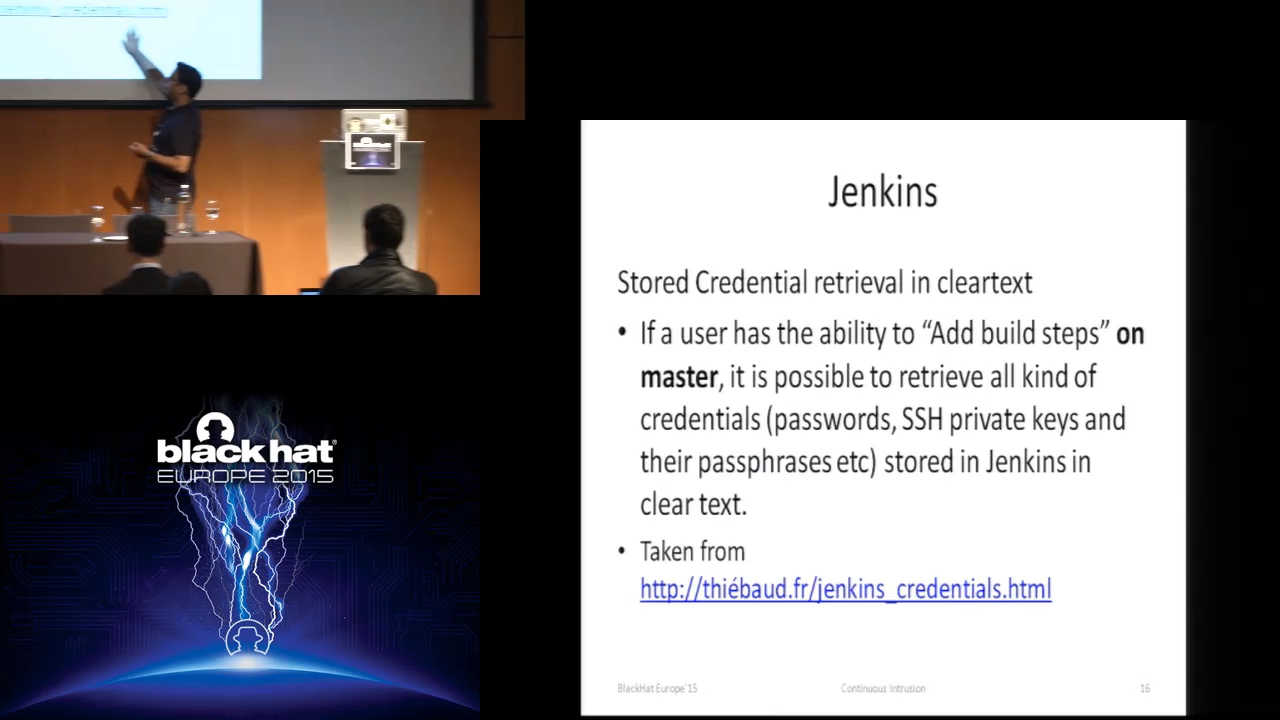 Jenkins
Stored Credential retrieval in cleartext
• If a user has the ability to “Add build steps” on
master, it is possible to retrieve all kind of
credentials (passwords, SSH private keys and
their passphrases etc) stored in Jenkins in
clear text.
• Taken from
http://thiébaud.fr/jenkins_credentials.html
BlackHat Europe'15
Continuous Intrusion
16
black hat®
EUROPE 2015